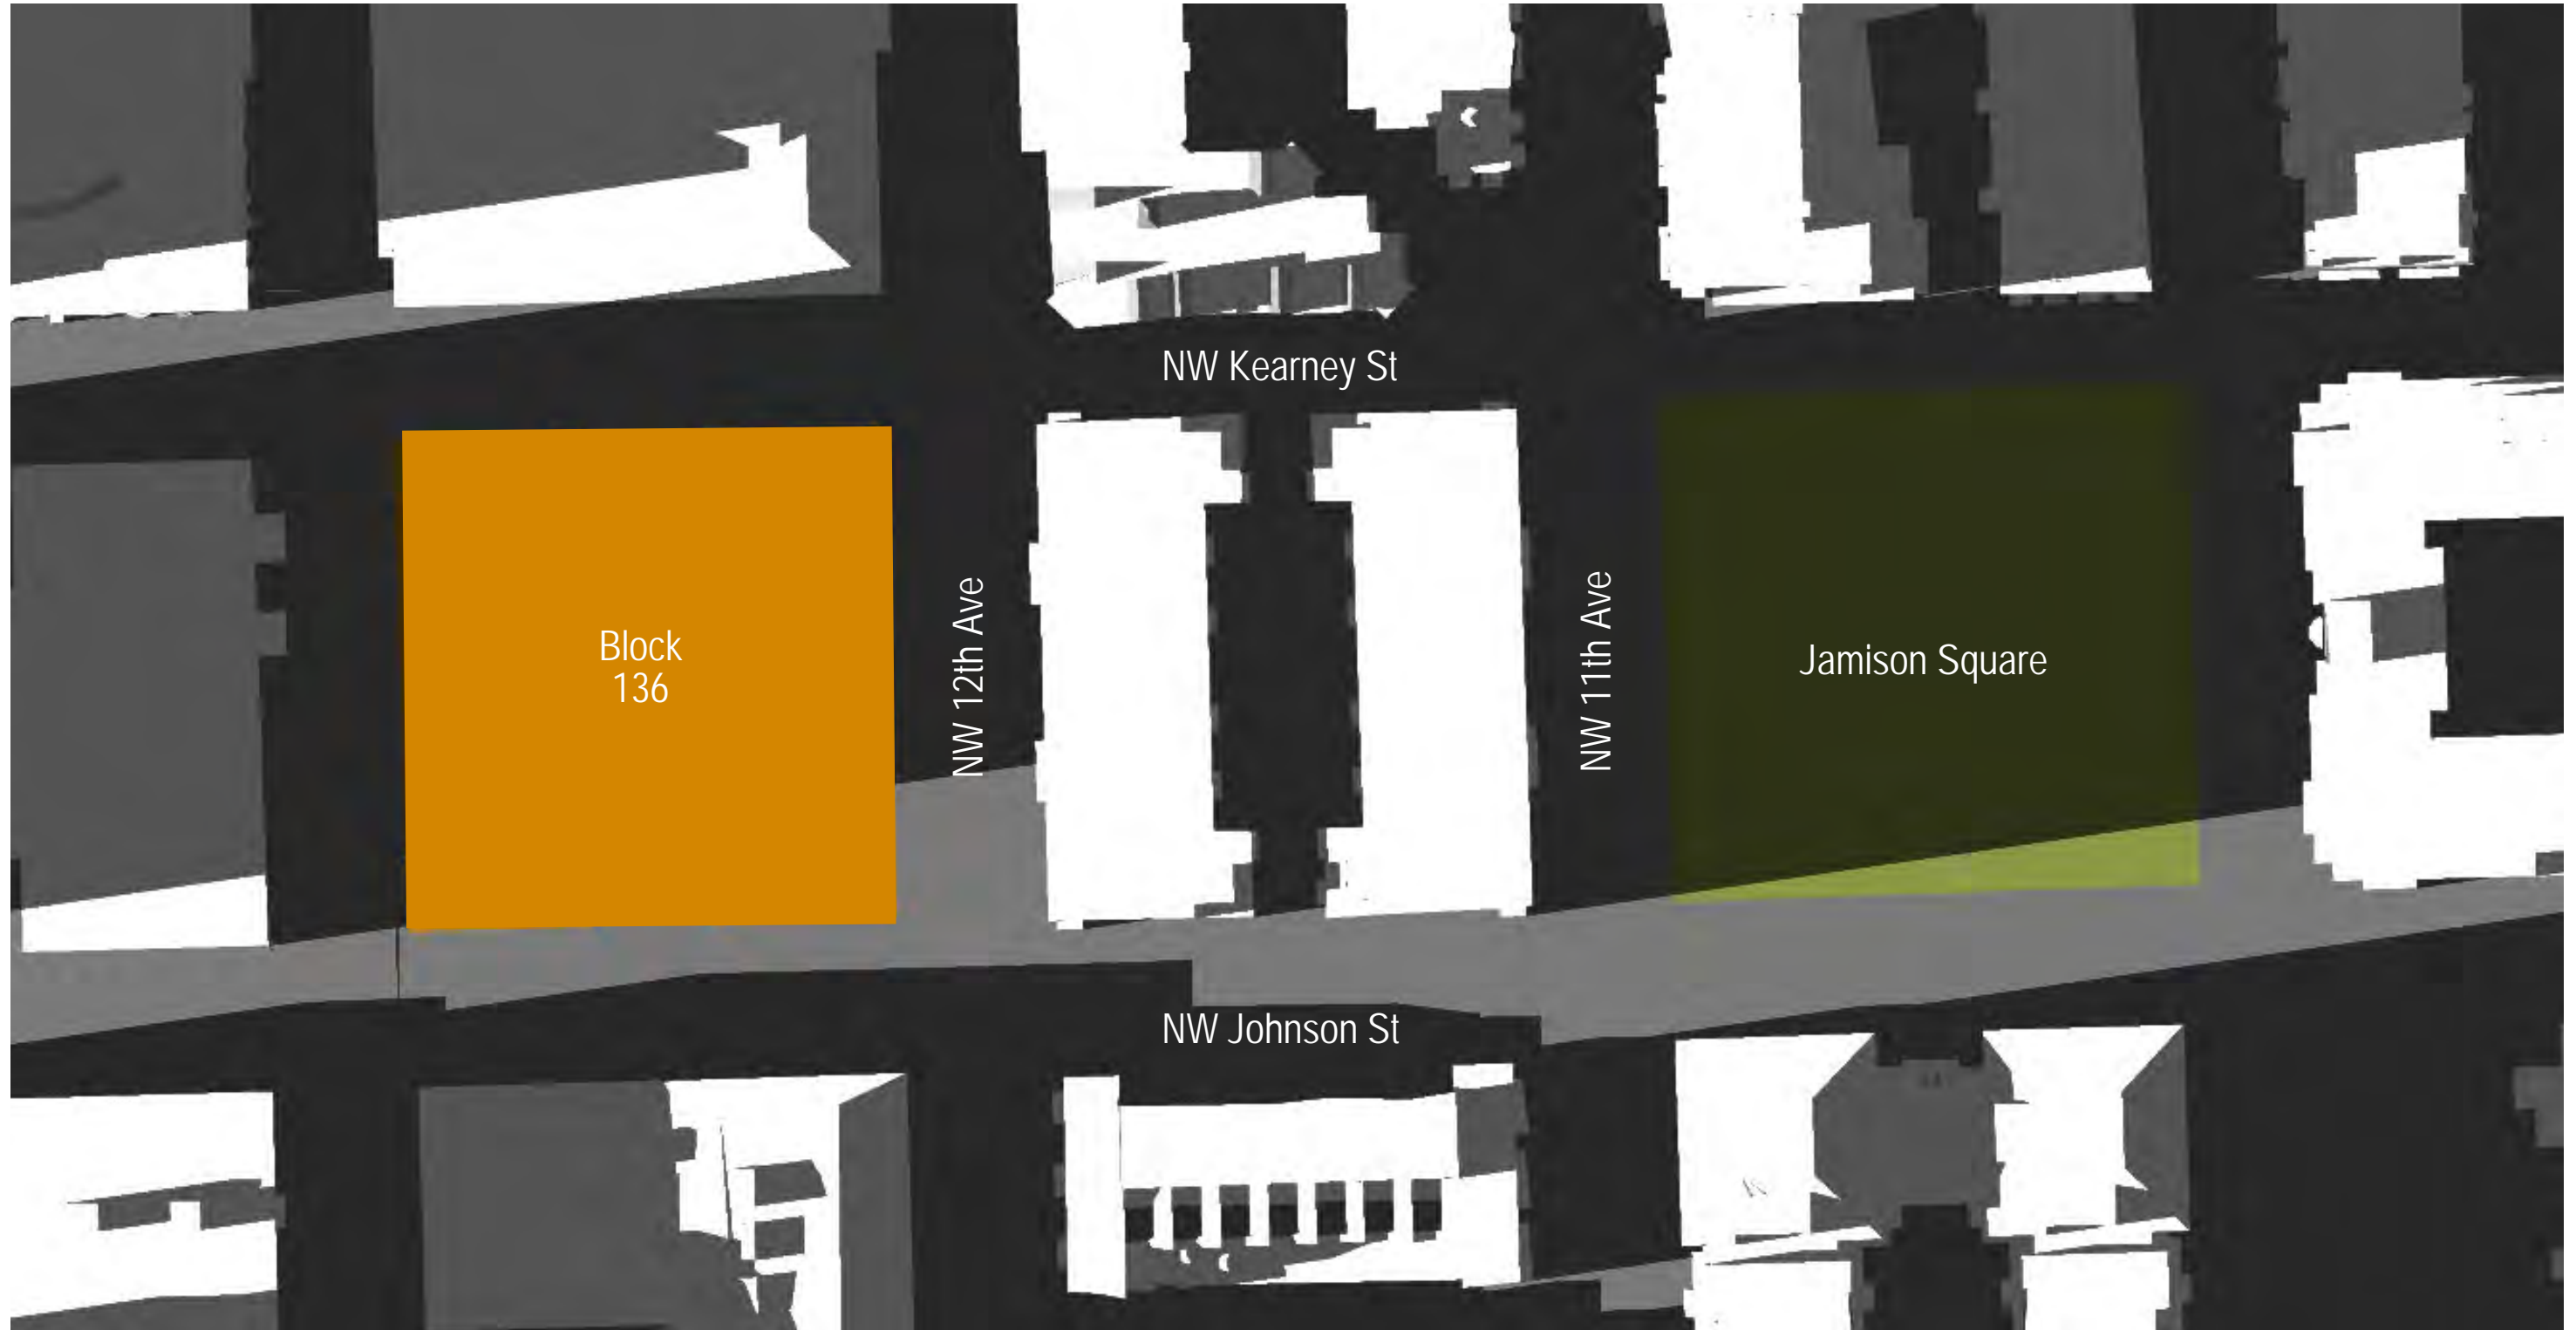 NW Kearney St
Block
136
NW 12th Ave
NW 11th Ave
Jamison Square
NW Johnson St